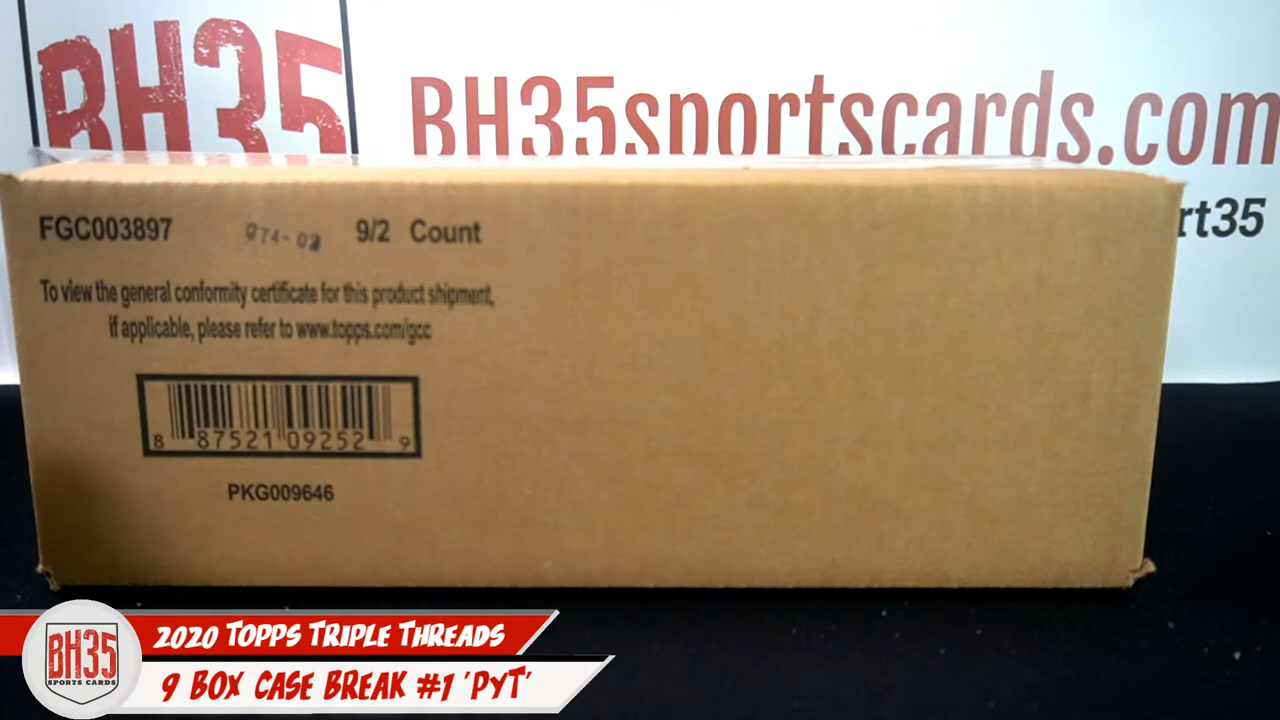 BH35
BH35sportscards.com
rt35
FGC003897 9/2 Count
To view the general conformity certificate for this product shipment,
if applicable, please refer to www.topps.com/gcc
8 87521 09252 9
PKG009646
BH35
SPORTS CARDS
2020 TOPPS TRIPLE THREADS
9 BOX CASE BREAK #1 'PYT'